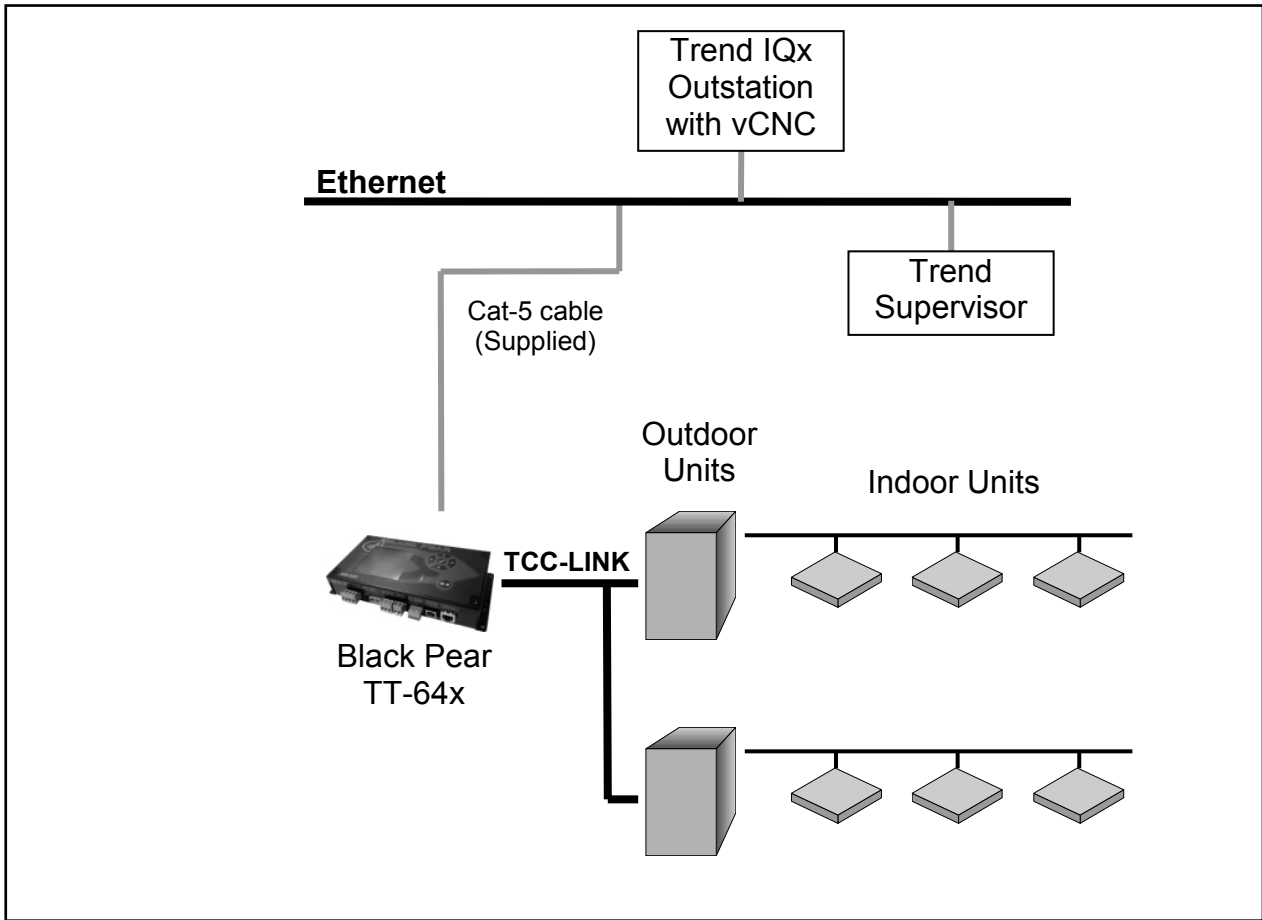 Trend IQx
Outstation
with vCNC
Ethernet
Trend
Supervisor
Cat-5 cable
(Supplied)
Outdoor
Units
Indoor Units
TCC-LINK
Black Pear
TT-64x